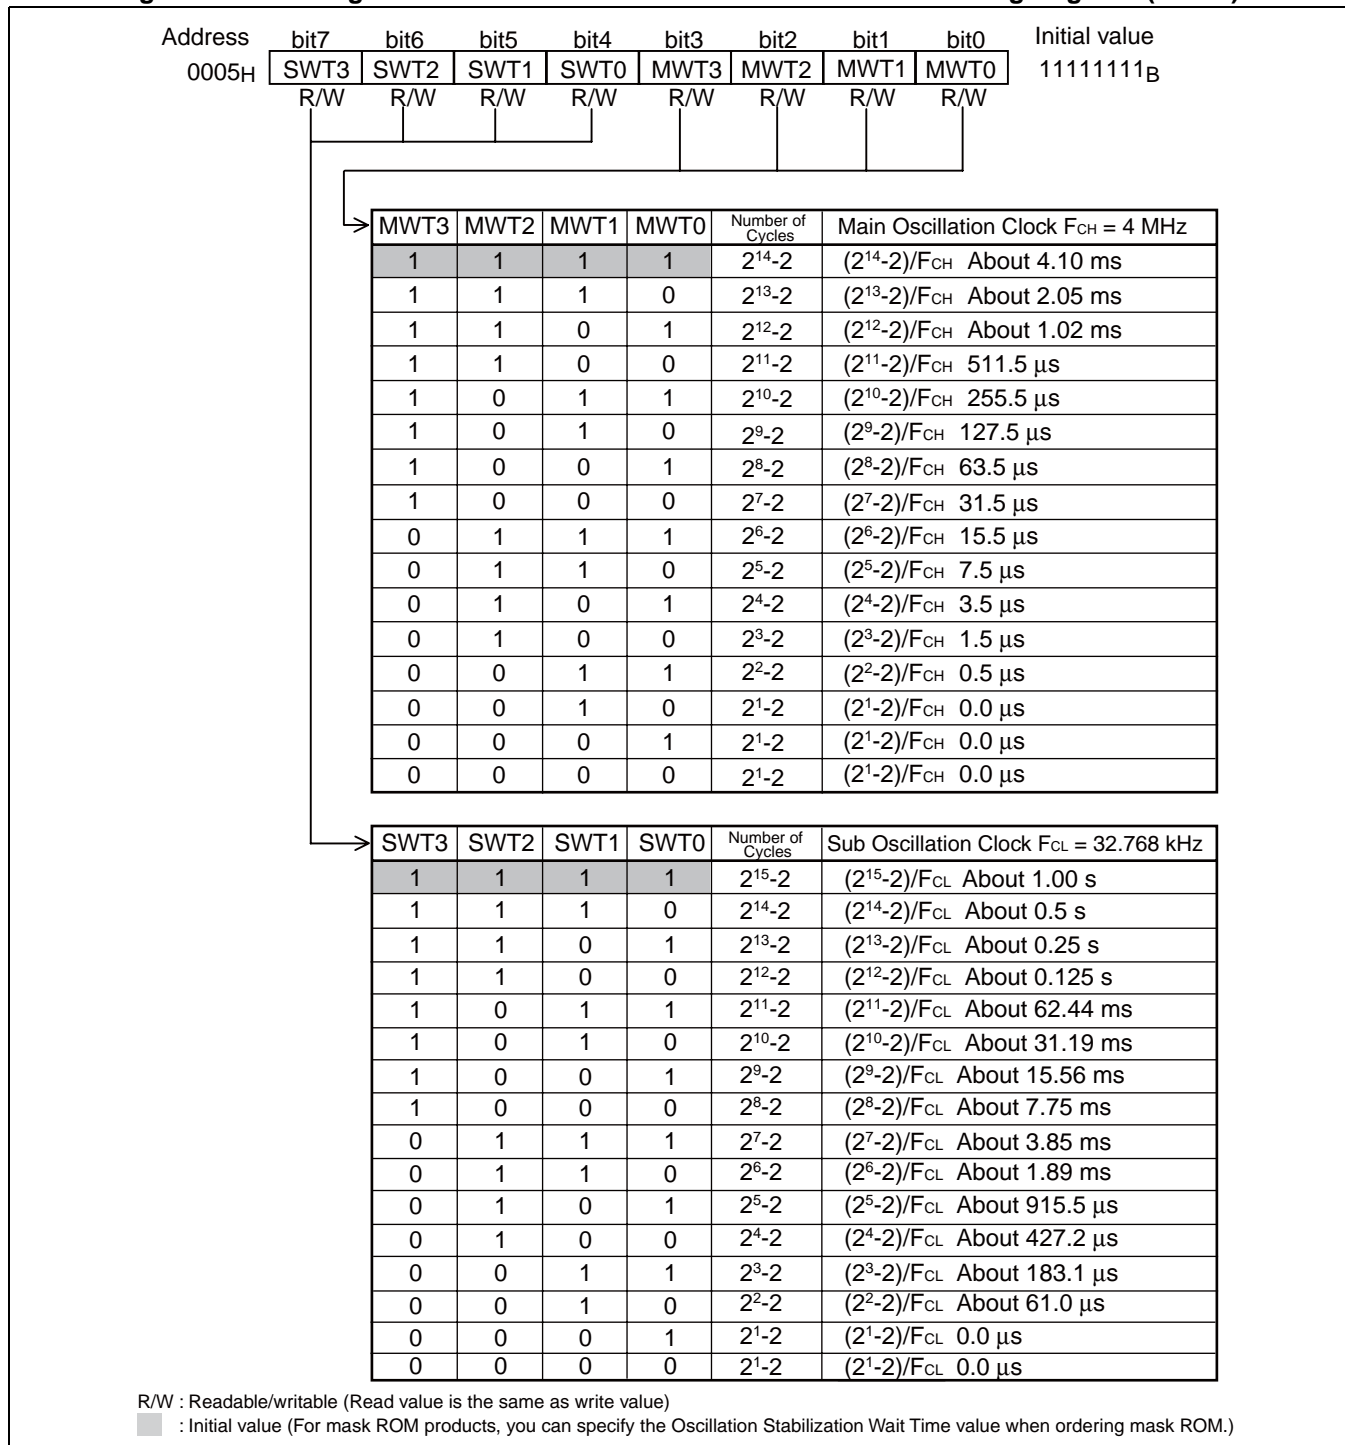 Address bit7 bit6 bit5 bit4 bit3 bit2 bit1 bit0 Initial value
0005H SWT3 SWT2 SWT1 SWT0 MWT3 MWT2 MWT1 MWT0 11111111B
R/W R/W R/W R/W R/W R/W R/W R/W
MWT3 MWT2 MWT1 MWT0 Number of Cycles Main Oscillation Clock FCH = 4 MHz
1 1 1 1 2¹⁴-2 (2¹⁴-2)/FCH About 4.10 ms
1 1 1 0 2¹³-2 (2¹³-2)/FCH About 2.05 ms
1 1 0 1 2¹²-2 (2¹²-2)/FCH About 1.02 ms
1 1 0 0 2¹¹-2 (2¹¹-2)/FCH 511.5 µs
1 0 1 1 2¹⁰-2 (2¹⁰-2)/FCH 255.5 µs
1 0 1 0 2⁹-2 (2⁹-2)/FCH 127.5 µs
1 0 0 1 2⁸-2 (2⁸-2)/FCH 63.5 µs
1 0 0 0 2⁷-2 (2⁷-2)/FCH 31.5 µs
0 1 1 1 2⁶-2 (2⁶-2)/FCH 15.5 µs
0 1 1 0 2⁵-2 (2⁵-2)/FCH 7.5 µs
0 1 0 1 2⁴-2 (2⁴-2)/FCH 3.5 µs
0 1 0 0 2³-2 (2³-2)/FCH 1.5 µs
0 0 1 1 2²-2 (2²-2)/FCH 0.5 µs
0 0 1 0 2¹-2 (2¹-2)/FCH 0.0 µs
0 0 0 1 2¹-2 (2¹-2)/FCH 0.0 µs
0 0 0 0 2¹-2 (2¹-2)/FCH 0.0 µs
SWT3 SWT2 SWT1 SWT0 Number of Cycles Sub Oscillation Clock FCL = 32.768 kHz
1 1 1 1 2¹⁵-2 (2¹⁵-2)/FCL About 1.00 s
1 1 1 0 2¹⁴-2 (2¹⁴-2)/FCL About 0.5 s
1 1 0 1 2¹³-2 (2¹³-2)/FCL About 0.25 s
1 1 0 0 2¹²-2 (2¹²-2)/FCL About 0.125 s
1 0 1 1 2¹¹-2 (2¹¹-2)/FCL About 62.44 ms
1 0 1 0 2¹⁰-2 (2¹⁰-2)/FCL About 31.19 ms
1 0 0 1 2⁹-2 (2⁹-2)/FCL About 15.56 ms
1 0 0 0 2⁸-2 (2⁸-2)/FCL About 7.75 ms
0 1 1 1 2⁷-2 (2⁷-2)/FCL About 3.85 ms
0 1 1 0 2⁶-2 (2⁶-2)/FCL About 1.89 ms
0 1 0 1 2⁵-2 (2⁵-2)/FCL About 915.5 µs
0 1 0 0 2⁴-2 (2⁴-2)/FCL About 427.2 µs
0 0 1 1 2³-2 (2³-2)/FCL About 183.1 µs
0 0 1 0 2²-2 (2²-2)/FCL About 61.0 µs
0 0 0 1 2¹-2 (2¹-2)/FCL 0.0 µs
0 0 0 0 2¹-2 (2¹-2)/FCL 0.0 µs
R/W : Readable/writable (Read value is the same as write value)
: Initial value (For mask ROM products, you can specify the Oscillation Stabilization Wait Time value when ordering mask ROM.)